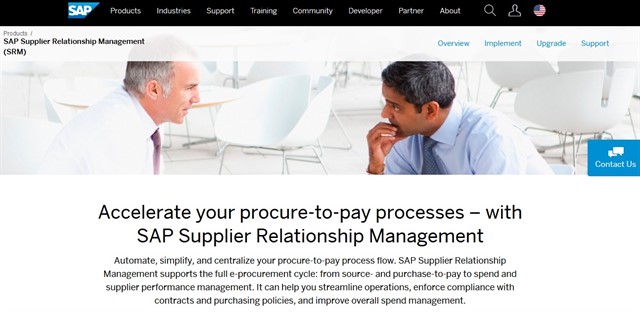 SAP Products Industries Support Training Community Developer Partner About
Products /
SAP Supplier Relationship Management
(SRM)
Overview Implement Upgrade Support
Contact Us
Accelerate your procure-to-pay processes – with
SAP Supplier Relationship Management
Automate, simplify, and centralize your procure-to-pay process flow. SAP Supplier Relationship
Management supports the full e-procurement cycle: from source- and purchase-to-pay to spend and
supplier performance management. It can help you streamline operations, enforce compliance with
contracts and purchasing policies, and improve overall spend management.